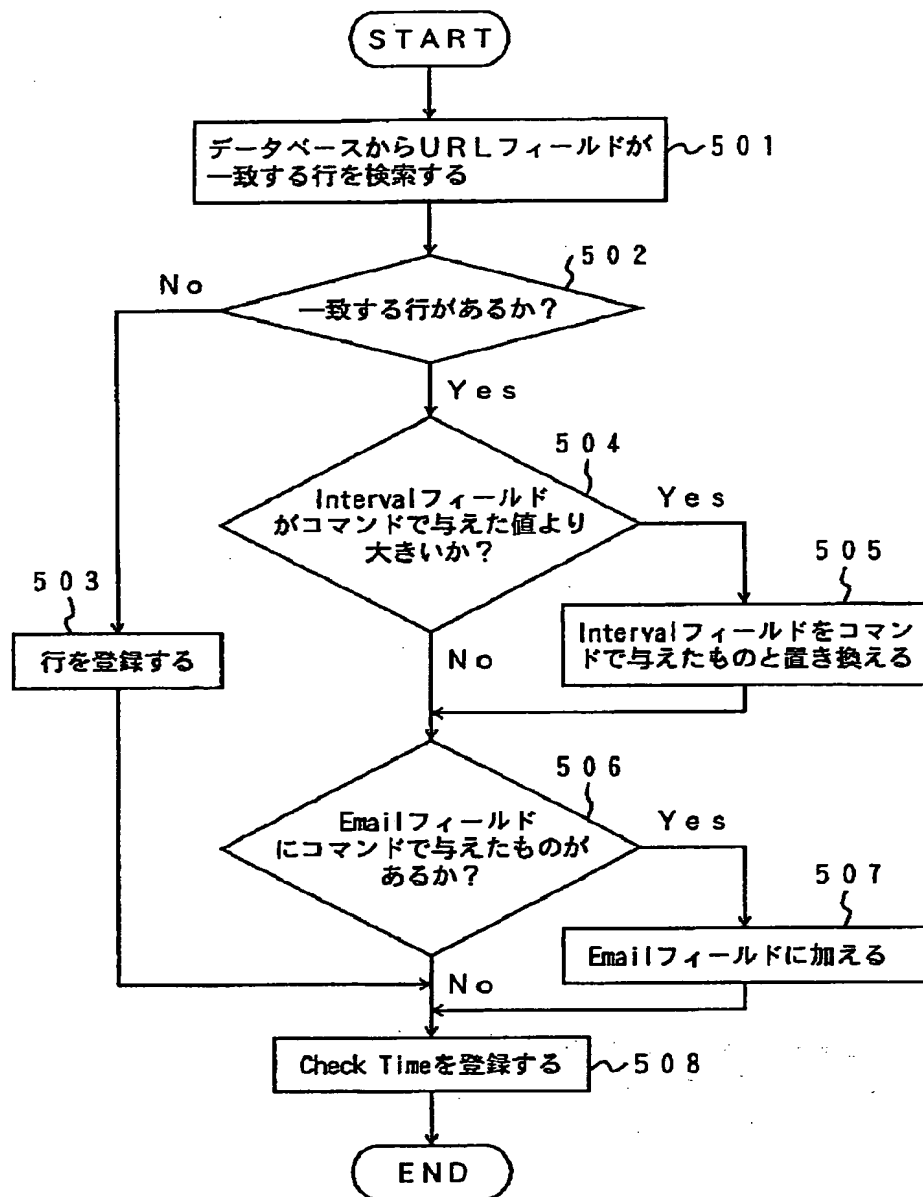 START
データベースからURLフィールドが
一致する行を検索する
501
502
No
一致する行があるか?
Yes
504
Intervalフィールド
がコマンドで与えた値より
大きいか?
Yes
505
503
Intervalフィールドをコマン
ドで与えたものと置き換える
行を登録する
No
506
Emailフィールド
にコマンドで与えたものが
あるか?
Yes
507
Emailフィールドに加える
No
Check Timeを登録する
508
END